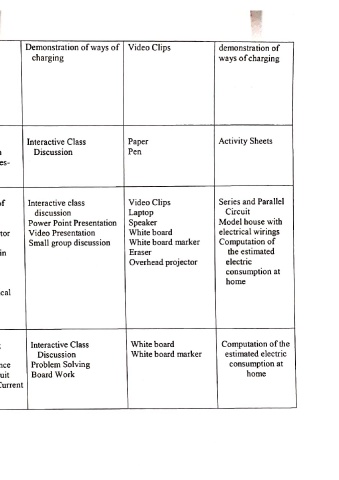 Demonstration of ways of
charging
Video Clips
demonstration of
ways of charging
es-
Interactive Class
Discussion
Paper
Pen
Activity Sheets
of
tor
in
cal
Interactive class
discussion
Power Point Presentation
Video Presentation
Small group discussion
Video Clips
Laptop
Speaker
White board
White board marker
Eraser
Overhead projector
Series and Parallel
Circuit
Model house with
electrical wirings
Computation of
the estimated
electric
consumption at
home
nce
uit
Current
Interactive Class
Discussion
Problem Solving
Board Work
White board
White board marker
Computation of the
estimated electric
consumption at
home